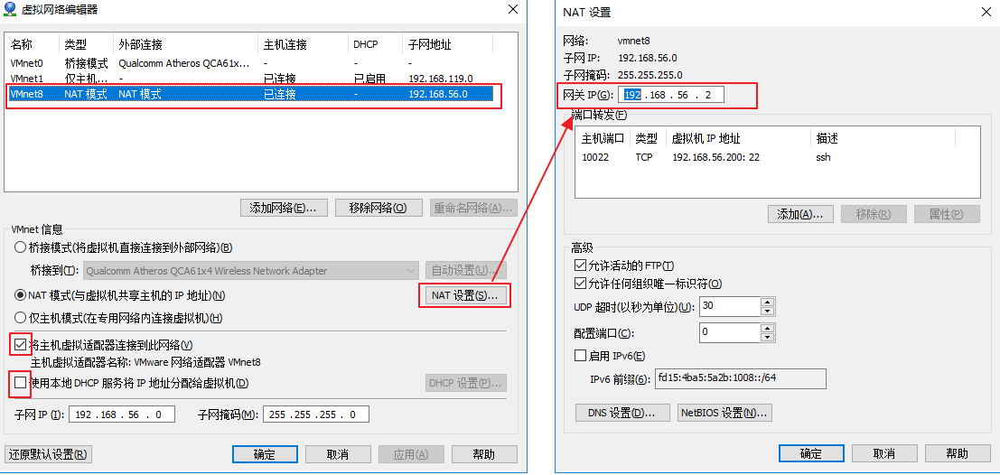 虚拟网络编辑器
名称 类型 外部连接 主机连接 DHCP 子网地址
VMnet0 桥接模式 Qualcomm Atheros QCA61x... - - -
VMnet1 仅主机... - 已连接 已启用 192.168.119.0
VMnet8 NAT 模式 NAT 模式 已连接 - 192.168.56.0
添加网络(E)... 移除网络(O) 重命名网络(A)...
VMnet 信息
桥接模式(将虚拟机直接连接到外部网络)(B)
桥接到(T): Qualcomm Atheros QCA61x4 Wireless Network Adapter 自动设置(U)...
NAT 模式(与虚拟机共享主机的 IP 地址)(N) NAT 设置(S)...
仅主机模式(在专用网络内连接虚拟机)(H)
将主机虚拟适配器连接到此网络(V)
主机虚拟适配器名称: VMware 网络适配器 VMnet8
使用本地 DHCP 服务将 IP 地址分配给虚拟机(D) DHCP 设置(P)...
子网 IP (I): 192 .168 . 56 . 0 子网掩码(M): 255 .255 .255 . 0
还原默认设置(R) 确定 取消 应用(A) 帮助
NAT 设置
网络: vmnet8
子网 IP: 192.168.56.0
子网掩码: 255.255.255.0
网关 IP(G): 192 .168 . 56 . 2
端口转发(F)
主机端口 类型 虚拟机 IP 地址 描述
10022 TCP 192.168.56.200: 22 ssh
添加(A)... 移除(R) 属性(P)
高级
允许活动的 FTP(T)
允许任何组织唯一标识符(O)
UDP 超时(以秒为单位)(U): 30
配置端口(C): 0
启用 IPv6(E)
IPv6 前缀(6): fd15:4ba5:5a2b:1008::/64
DNS 设置(D)... NetBIOS 设置(N)...
确定 取消 帮助